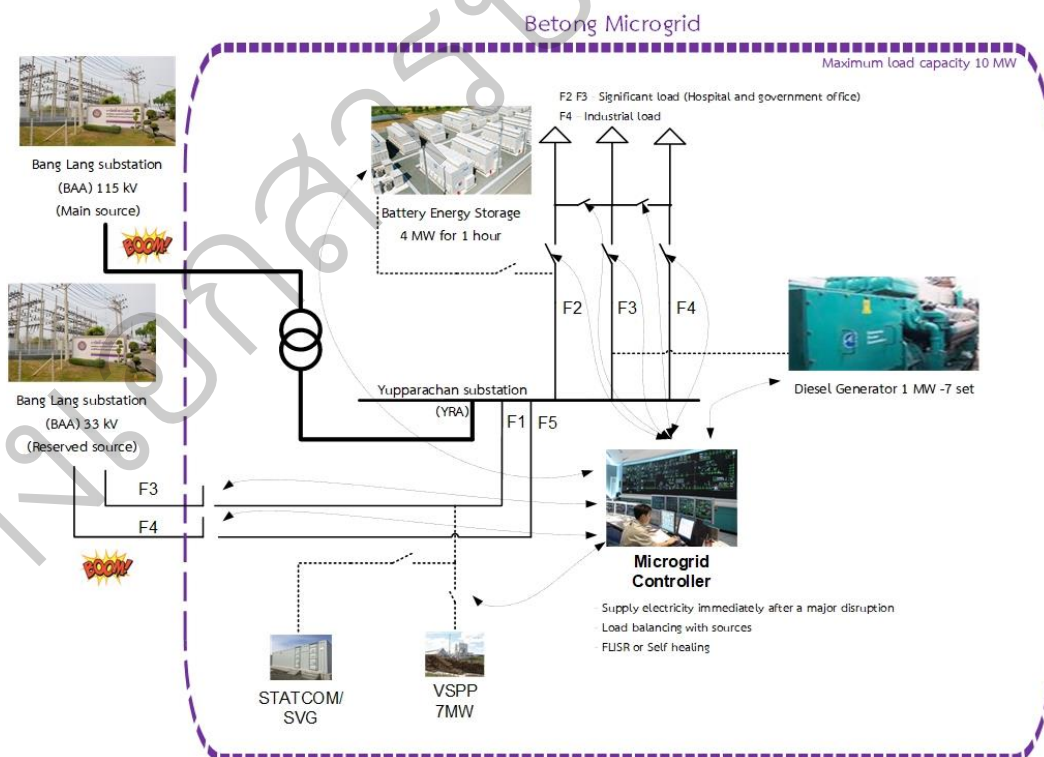 Betong Microgrid
Maximum load capacity 10 MW
F2 F3 - Significant load (Hospital and government office)
F4 - Industrial load
Bang Lang substation
(BAA) 115 kV
(Main source)
BOOM!
Battery Energy Storage
4 MW for 1 hour
F2
F3
F4
Diesel Generator 1 MW -7 set
Bang Lang substation
(BAA) 33 kV
(Reserved source)
Yupparachan substation
(YRA)
F1
F5
F3
F4
BOOM!
Microgrid
Controller
- Supply electricity immediately after a major disruption
- Load balancing with sources
- FLISR or Self healing
STATCOM/
SVG
VSPP
7MW